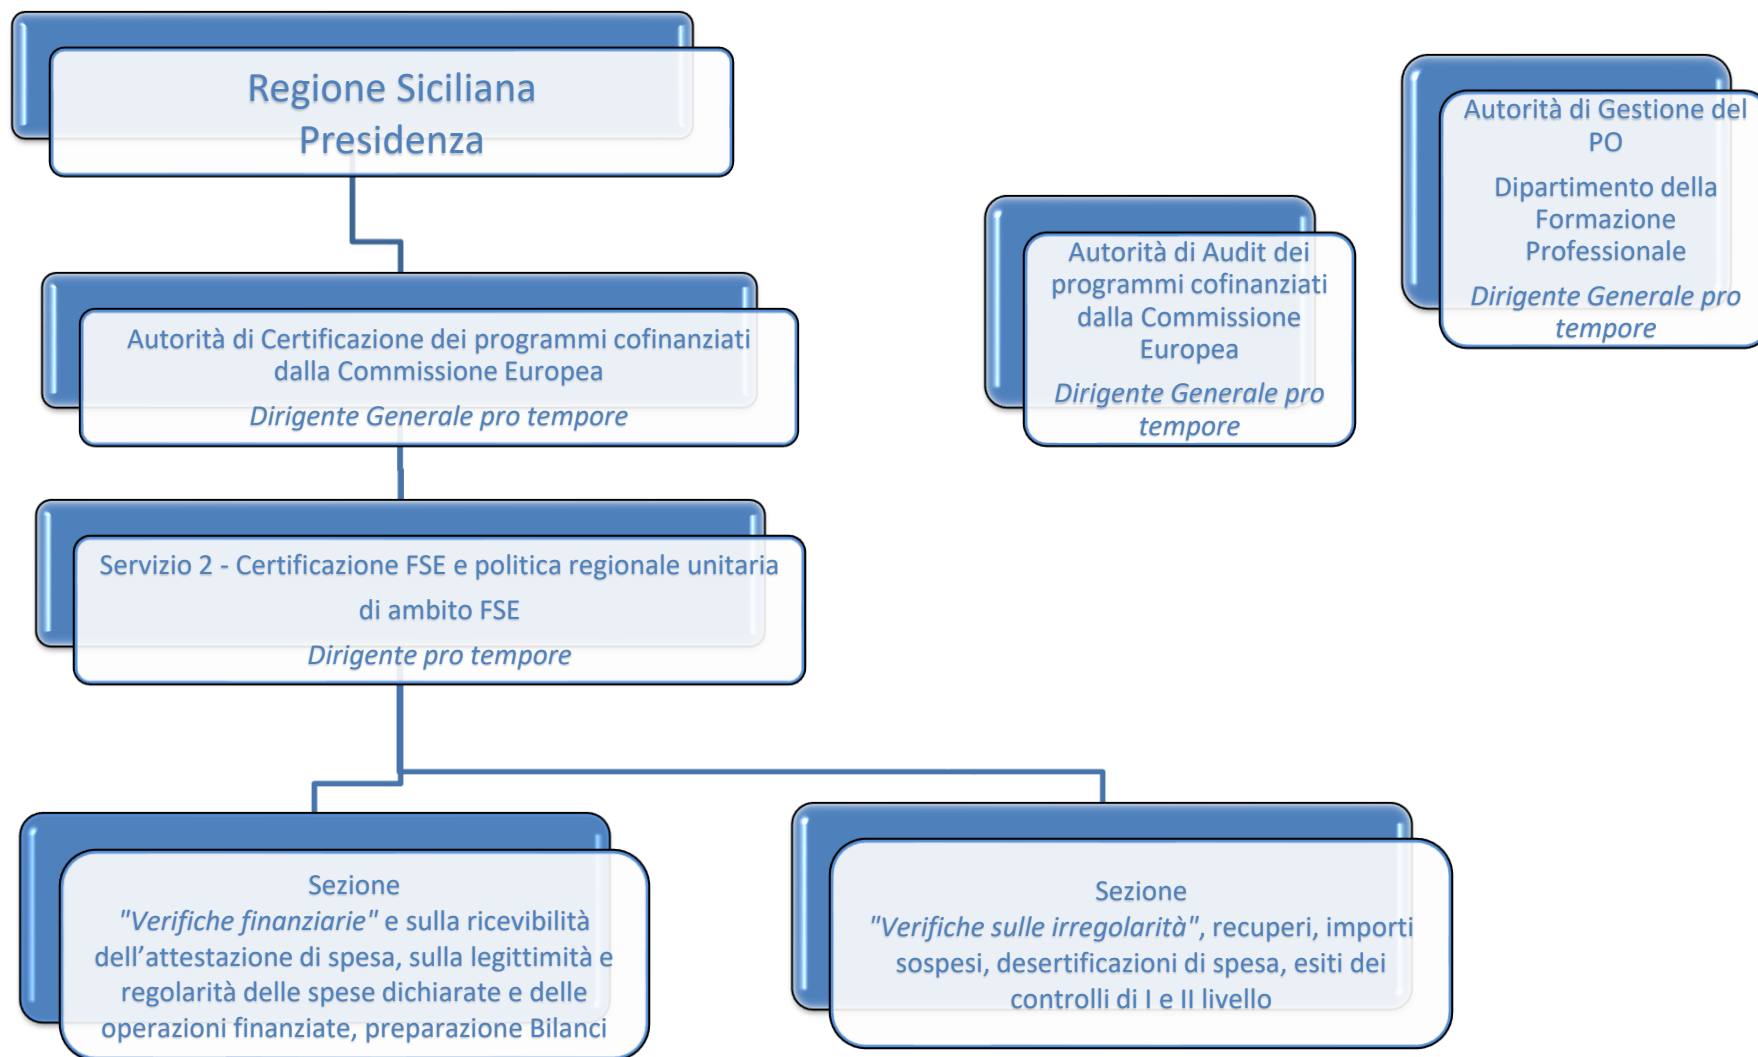 Regione Siciliana
Presidenza
Autorità di Certificazione dei programmi cofinanziati
dalla Commissione Europea
Dirigente Generale pro tempore
Servizio 2 - Certificazione FSE e politica regionale unitaria
di ambito FSE
Dirigente pro tempore
Sezione
"Verifiche finanziarie" e sulla ricevibilità
dell’attestazione di spesa, sulla legittimità e
regolarità delle spese dichiarate e delle
operazioni finanziate, preparazione Bilanci
Sezione
"Verifiche sulle irregolarità", recuperi, importi
sospesi, desertificazioni di spesa, esiti dei
controlli di I e II livello
Autorità di Audit dei
programmi cofinanziati
dalla Commissione
Europea
Dirigente Generale pro
tempore
Autorità di Gestione del
PO
Dipartimento della
Formazione
Professionale
Dirigente Generale pro
tempore